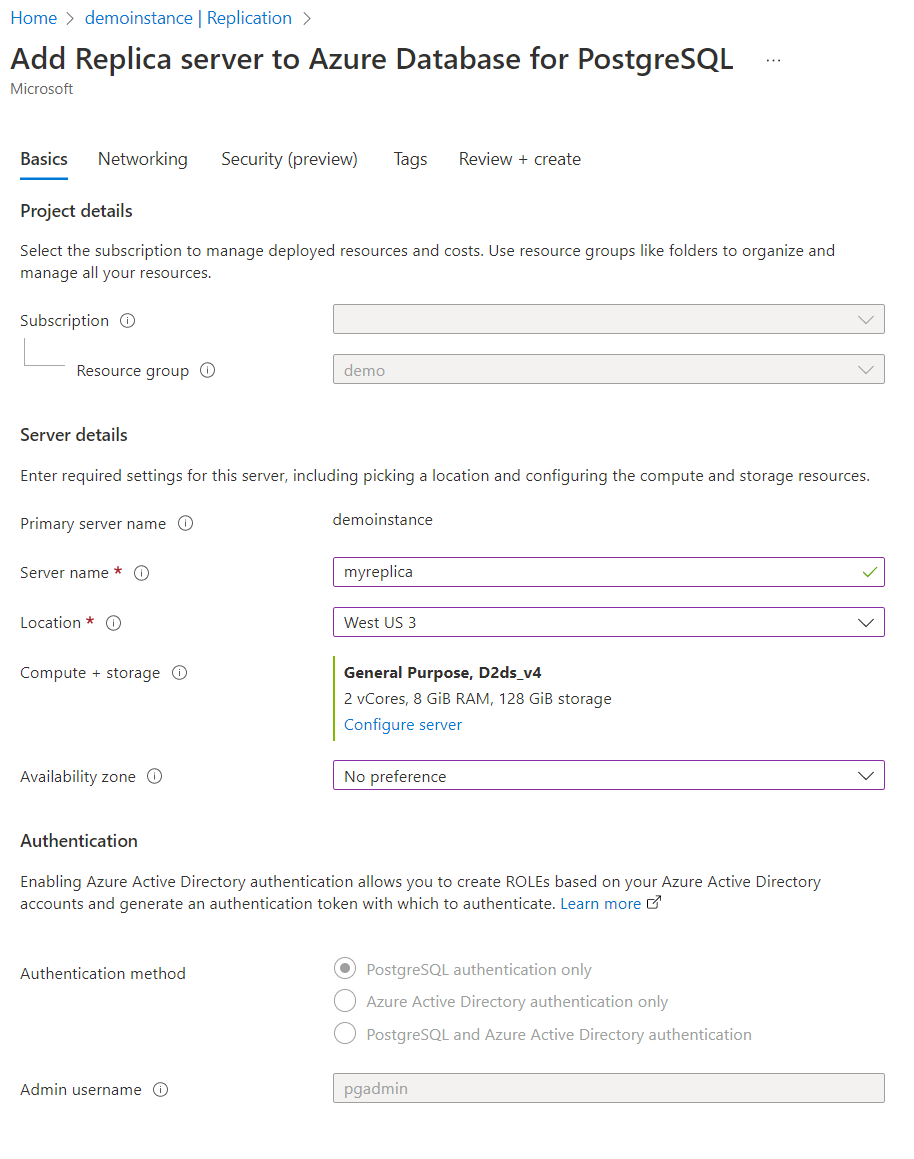 Home > demoinstance | Replication >
Add Replica server to Azure Database for PostgreSQL ...
Microsoft
Basics Networking Security (preview) Tags Review + create
Project details
Select the subscription to manage deployed resources and costs. Use resource groups like folders to organize and
manage all your resources.
Subscription
Resource group demo
Server details
Enter required settings for this server, including picking a location and configuring the compute and storage resources.
Primary server name demoinstance
Server name * myreplica
Location * West US 3
Compute + storage General Purpose, D2ds_v4
2 vCores, 8 GiB RAM, 128 GiB storage
Configure server
Availability zone No preference
Authentication
Enabling Azure Active Directory authentication allows you to create ROLEs based on your Azure Active Directory
accounts and generate an authentication token with which to authenticate. Learn more
Authentication method PostgreSQL authentication only
Azure Active Directory authentication only
PostgreSQL and Azure Active Directory authentication
Admin username pgadmin